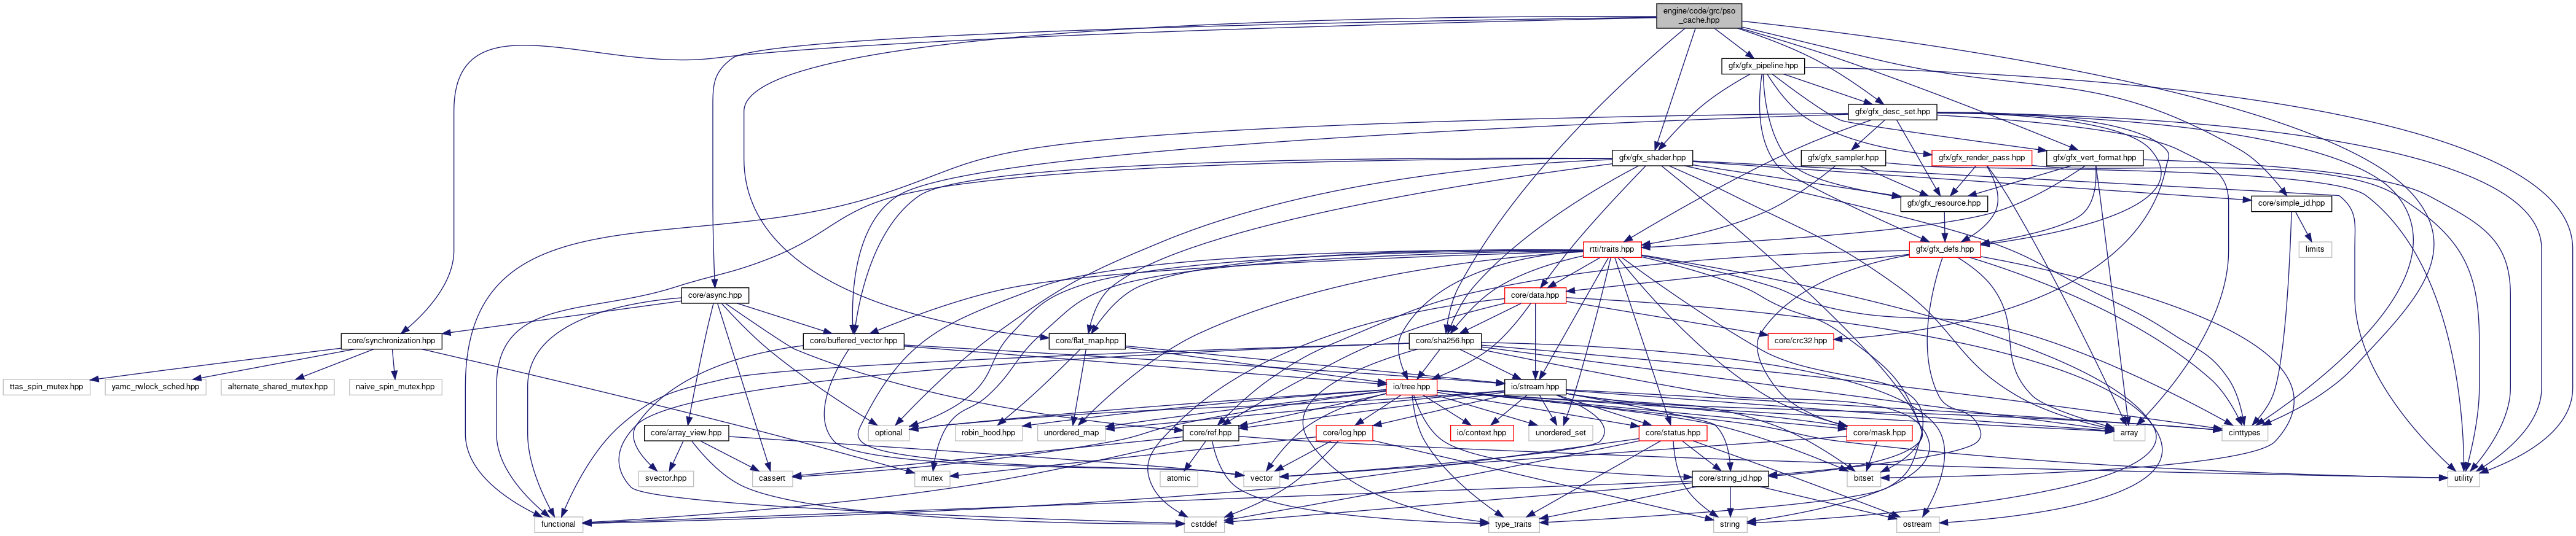 engine/code/grc/pso
_cache.hpp
gfx/gfx_pipeline.hpp
gfx/gfx_desc_set.hpp
gfx/gfx_shader.hpp
gfx/gfx_sampler.hpp
gfx/gfx_render_pass.hpp
gfx/gfx_vert_format.hpp
gfx/gfx_resource.hpp
core/simple_id.hpp
rtti/traits.hpp
gfx/gfx_defs.hpp
limits
core/async.hpp
core/data.hpp
core/synchronization.hpp
core/buffered_vector.hpp
core/flat_map.hpp
core/sha256.hpp
core/crc32.hpp
ttas_spin_mutex.hpp
yamc_rwlock_sched.hpp
alternate_shared_mutex.hpp
naive_spin_mutex.hpp
io/tree.hpp
io/stream.hpp
core/array_view.hpp
optional
robin_hood.hpp
unordered_map
core/ref.hpp
core/log.hpp
io/context.hpp
unordered_set
core/status.hpp
core/mask.hpp
array
cinttypes
svector.hpp
cassert
mutex
atomic
vector
core/string_id.hpp
bitset
utility
functional
cstddef
type_traits
string
ostream